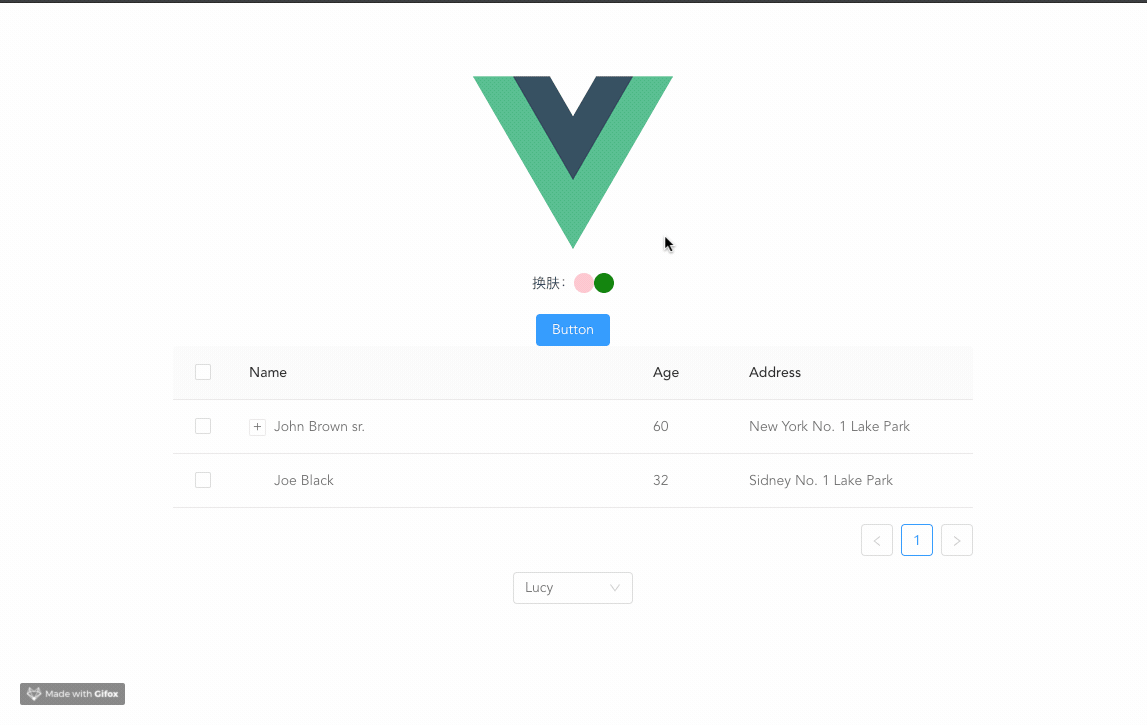 换肤：
Button
Name Age Address
+ John Brown sr. 60 New York No. 1 Lake Park
Joe Black 32 Sidney No. 1 Lake Park
< 1 >
Lucy
Made with Gifox